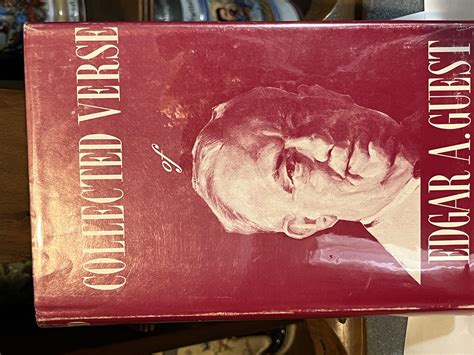 COLLECTED VERSE
of
EDGAR A. GUEST